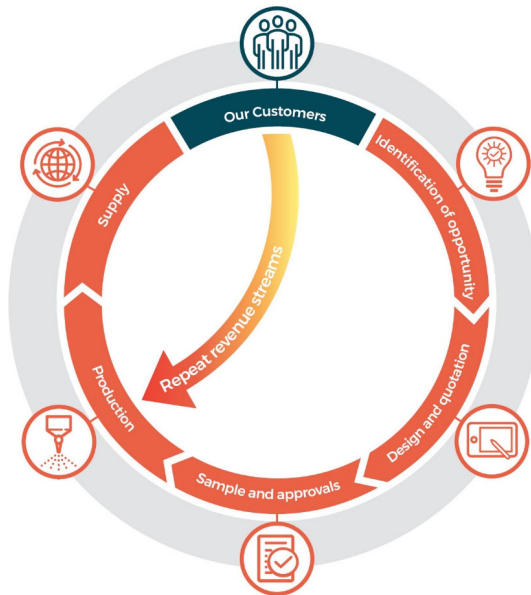 Our Customers
Identification of opportunity
Design and quotation
Sample and approvals
Production
Supply
Repeat revenue streams